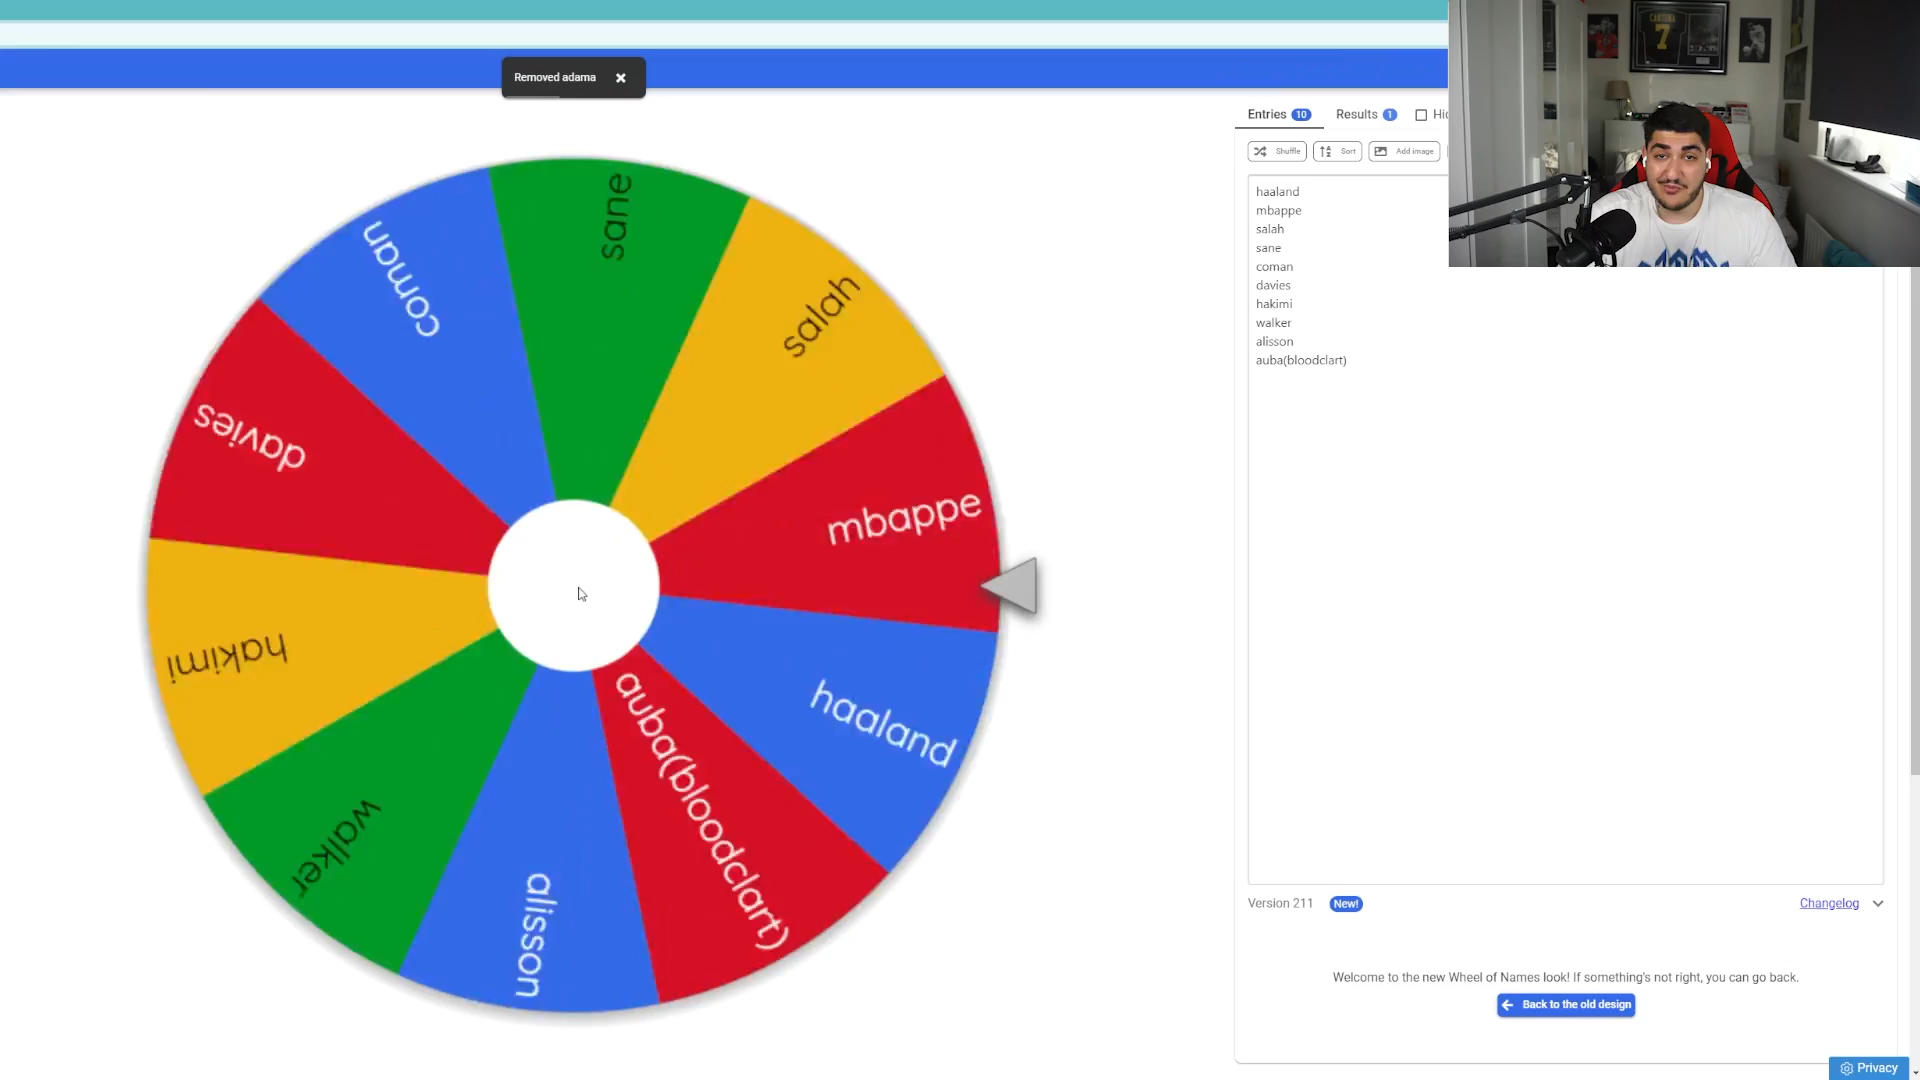 Removed adama
Entries 10
Results 1
Shuffle
Sort
Add image
haaland
mbappe
salah
sane
coman
davies
hakimi
walker
alisson
auba(bloodclart)
sane
salah
mbappe
haaland
auba(bloodclart)
alisson
walker
hakimi
davies
coman
CANTONA
7
Version 211
New!
Changelog
Welcome to the new Wheel of Names look! If something's not right, you can go back.
Back to the old design
Privacy